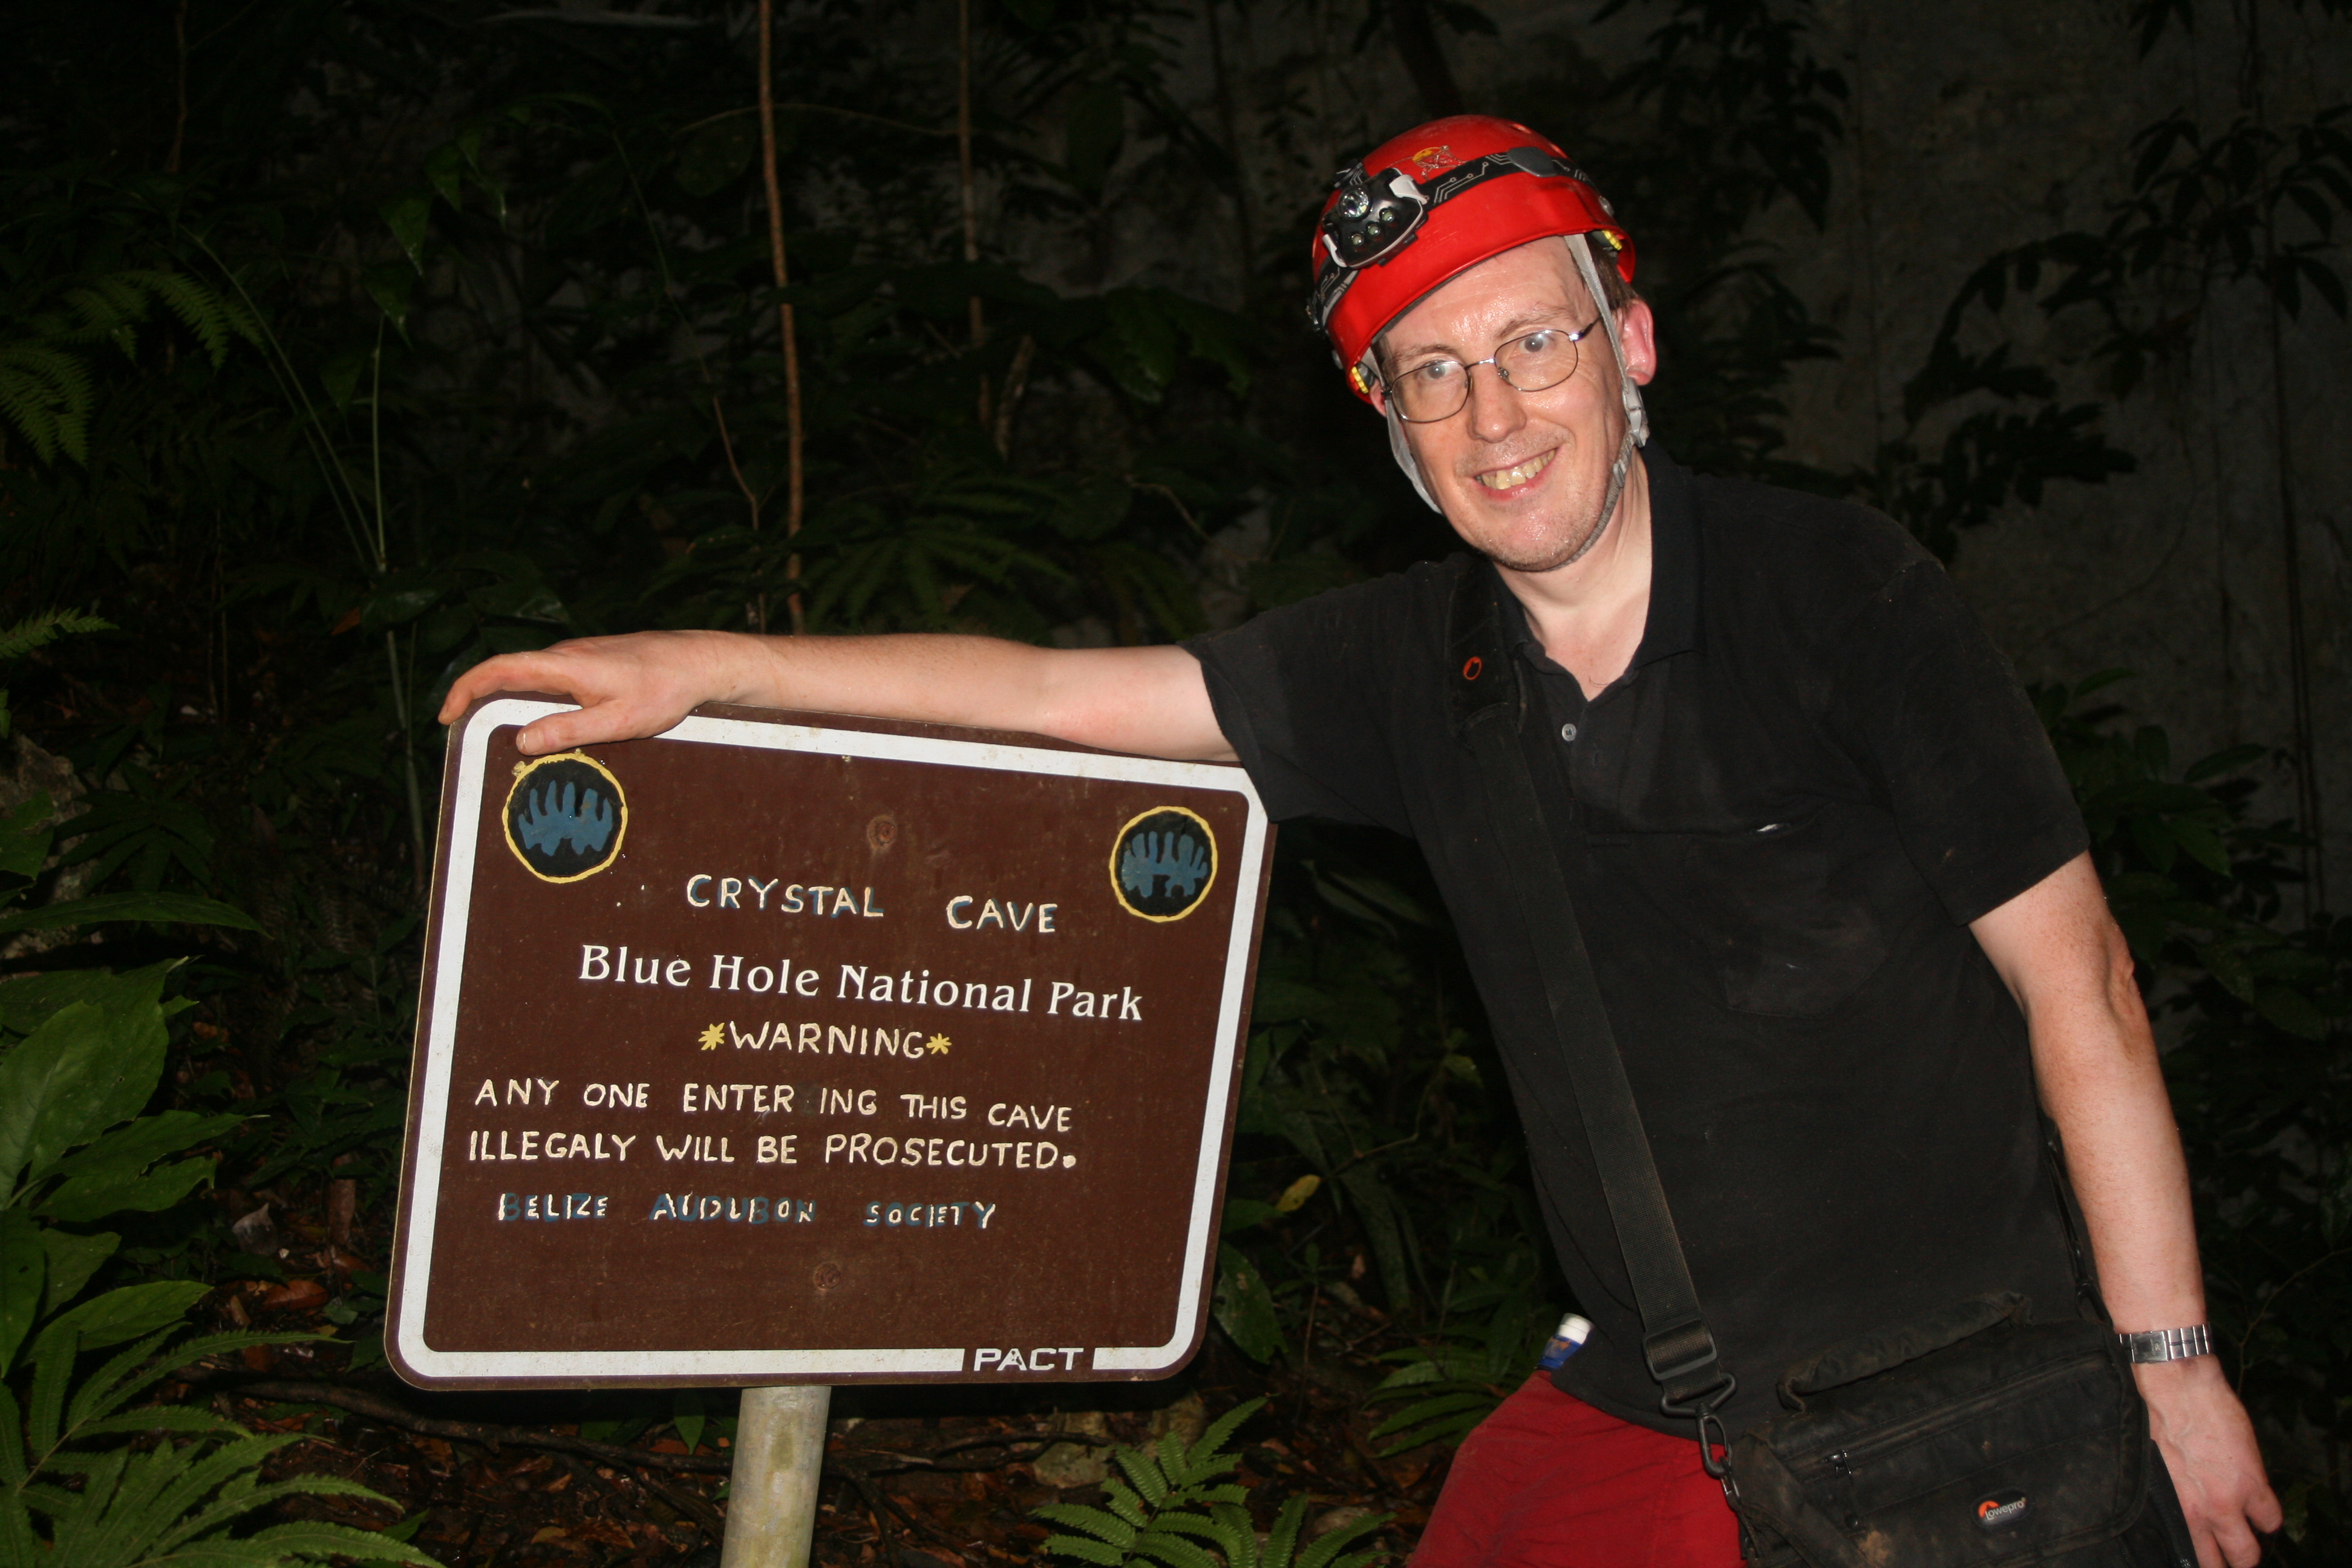 CRYSTAL CAVE
Blue Hole National Park
*WARNING*
ANY ONE ENTER ING THIS CAVE
ILLEGALY WILL BE PROSECUTED.
BELIZE AUDUBON SOCIETY
PACT
Lowepro